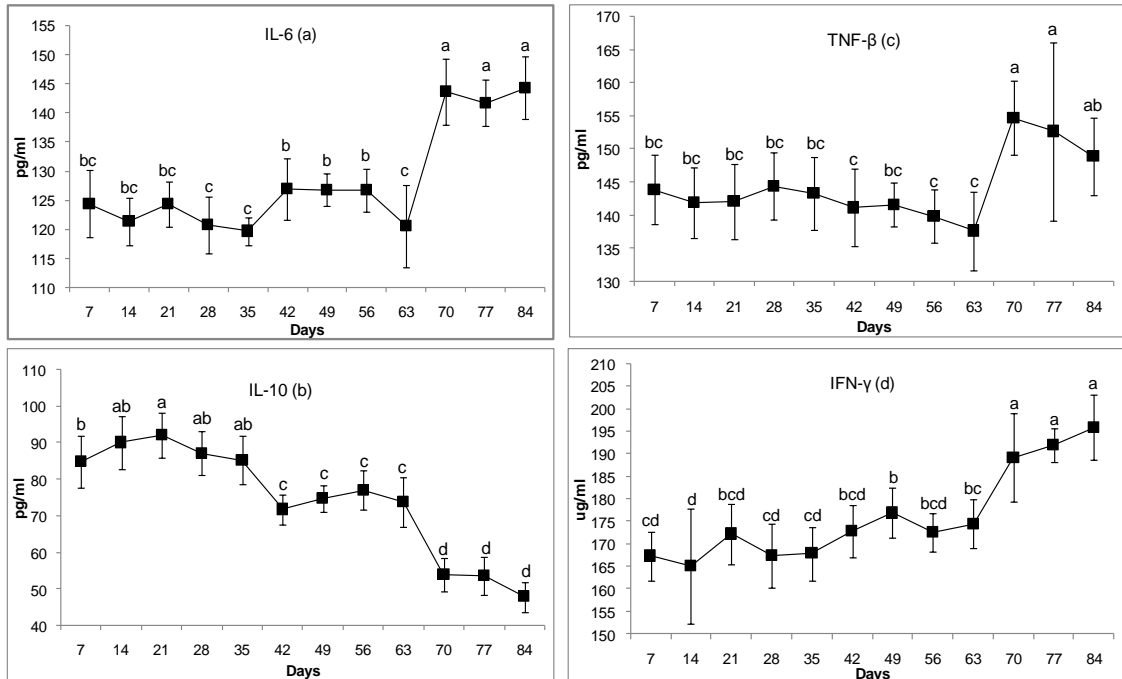 IL-6 (a)
155
150
145
140
135
130
125
120
115
110
pg/ml
bc
bc
bc
c
c
b
b
b
c
a
a
a
7 14 21 28 35 42 49 56 63 70 77 84
Days
TNF-β (c)
170
165
160
155
150
145
140
135
130
pg/ml
bc
bc
bc
bc
bc
c
bc
c
c
a
a
ab
7 14 21 28 35 42 49 56 63 70 77 84
Days
IL-10 (b)
110
100
90
80
70
60
50
40
pg/ml
b
ab
a
ab
ab
c
c
c
c
d
d
d
7 14 21 28 35 42 49 56 63 70 77 84
Days
IFN-γ (d)
210
205
200
195
190
185
180
175
170
165
160
155
150
ug/ml
cd
d
bcd
cd
cd
bcd
b
bcd
bc
a
a
a
7 14 21 28 35 42 49 56 63 70 77 84
Days